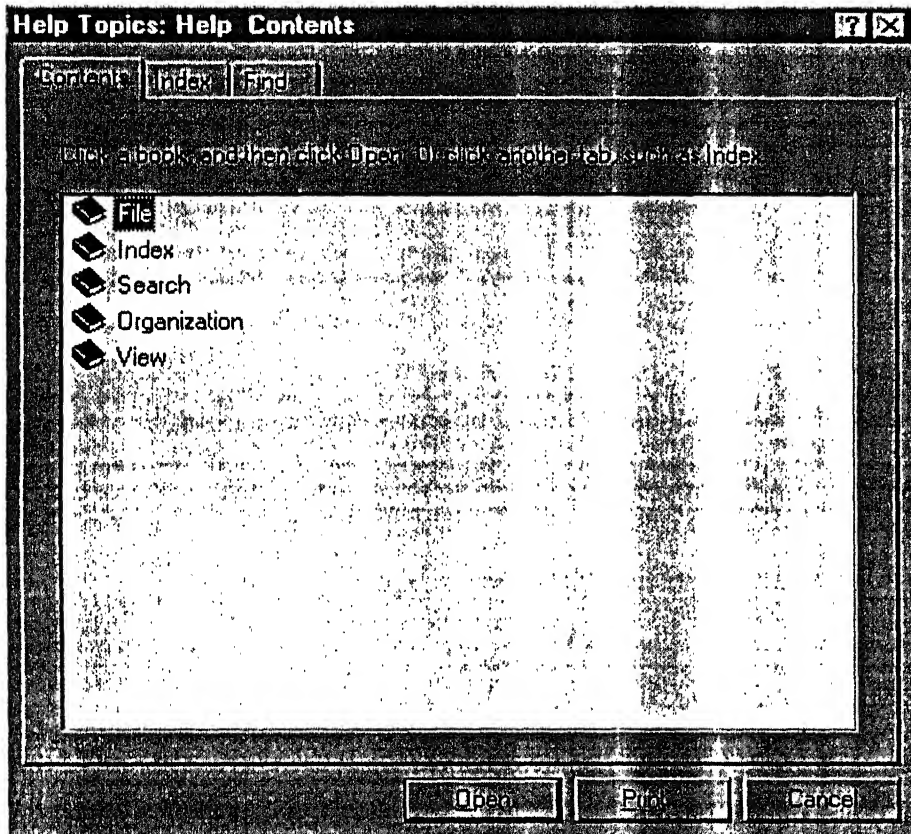 Help Topics: Help Contents
Contents Index Find
Click a book, and then click Open. Or click another tab, such as Index.
File
Index
Search
Organization
View
Open Print Cancel